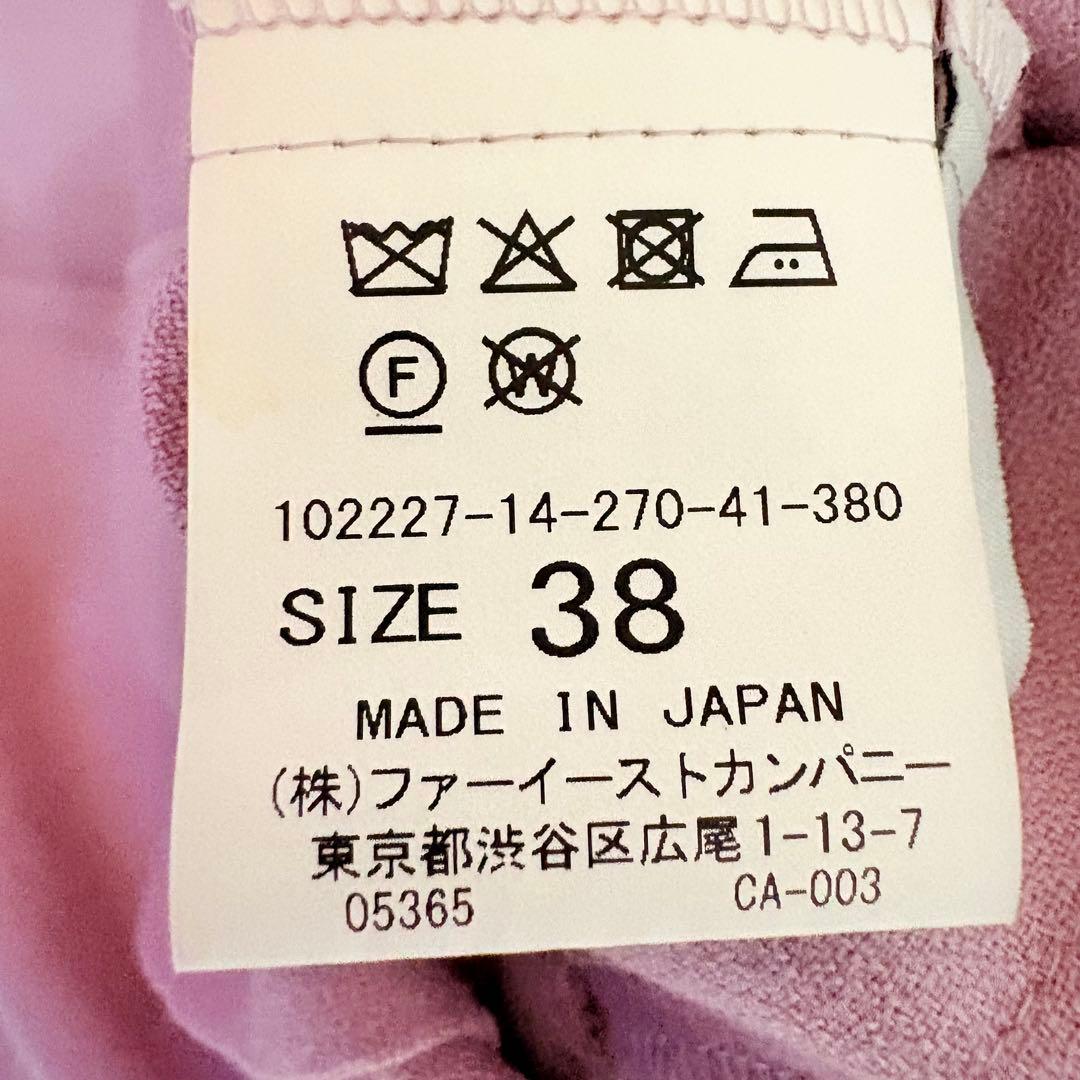 F W
102227-14-270-41-380
SIZE 38
MADE IN JAPAN
(株)ファーイーストカンパニー
東京都渋谷区広尾1-13-7
05365 CA-003